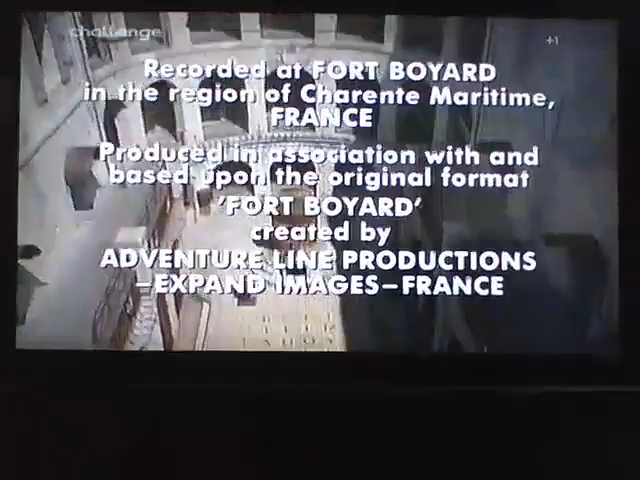 challenge
+1
Recorded at FORT BOYARD
in the region of Charente Maritime,
FRANCE
Produced in association with and
based upon the original format
'FORT BOYARD'
created by
ADVENTURE LINE PRODUCTIONS
–EXPAND IMAGES–FRANCE